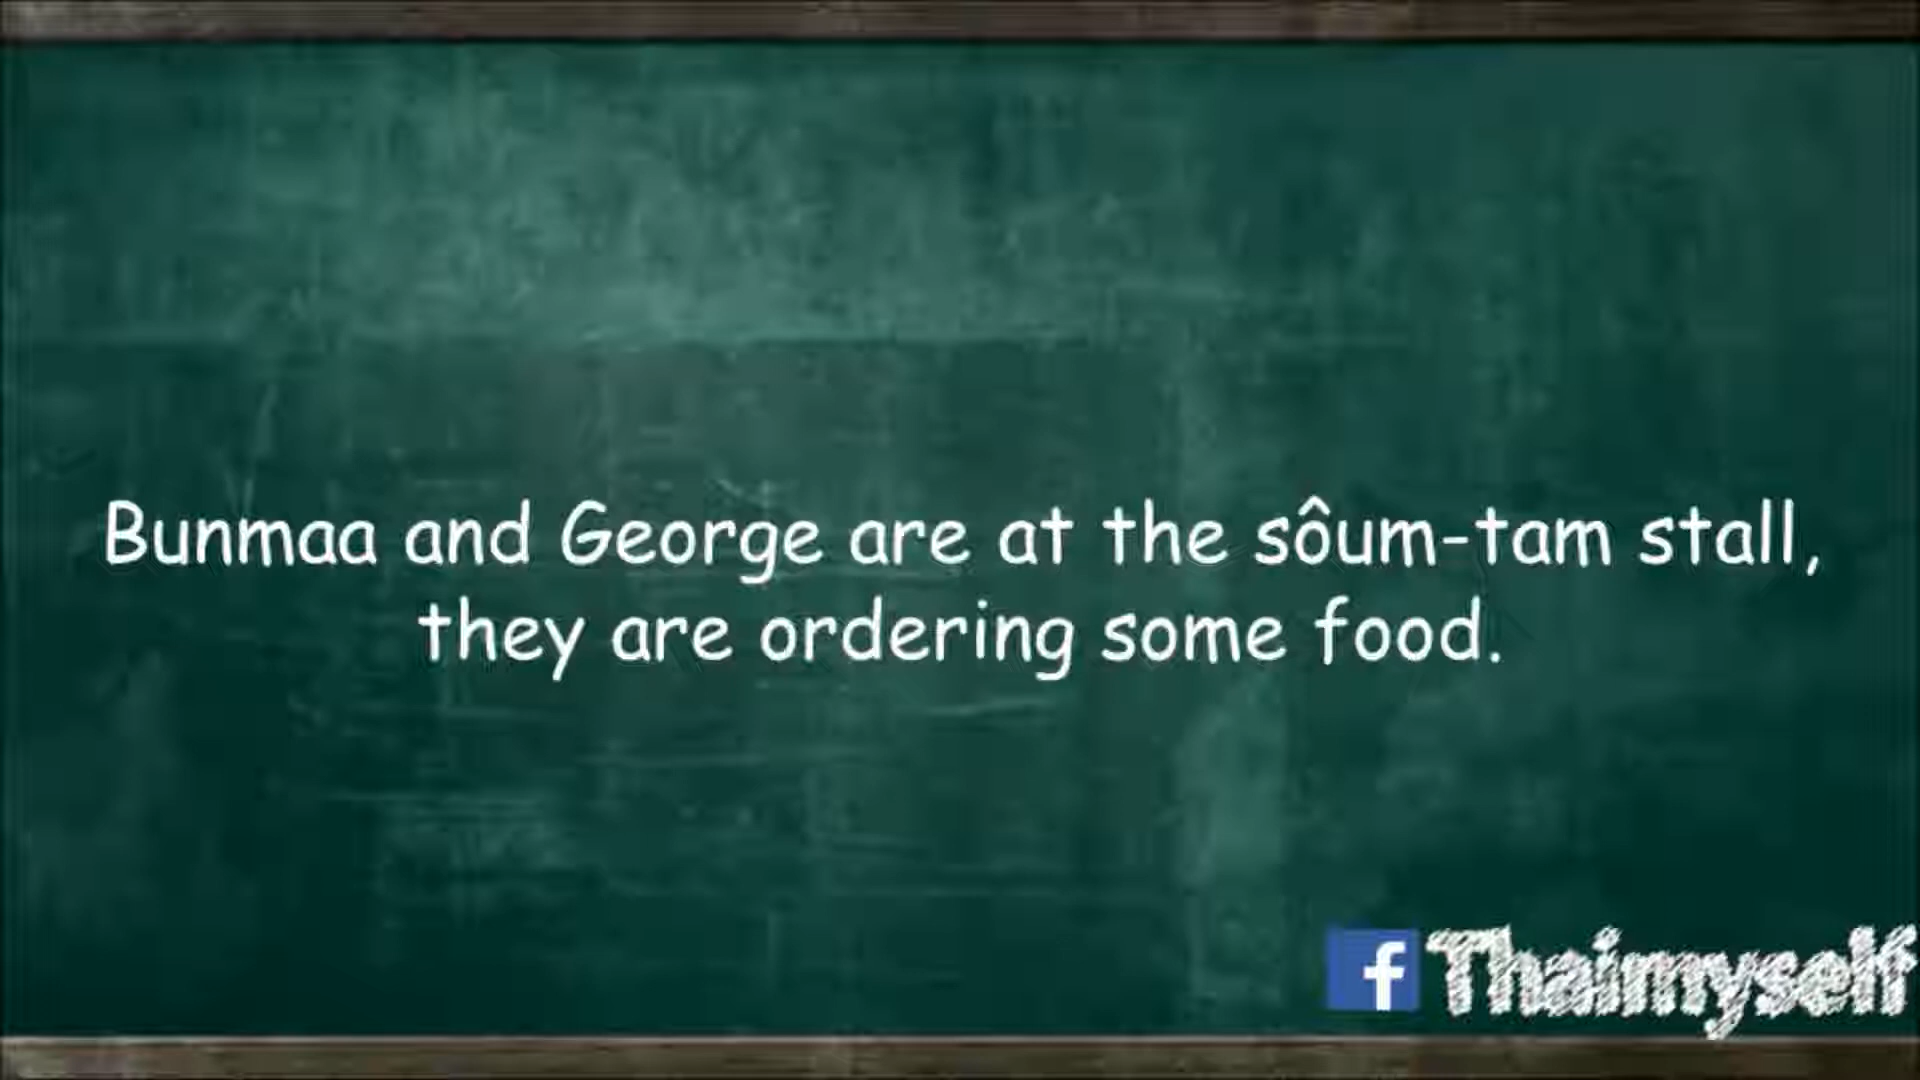 Bunmaa and George are at the sôum-tam stall,
they are ordering some food.
f Thaimyself